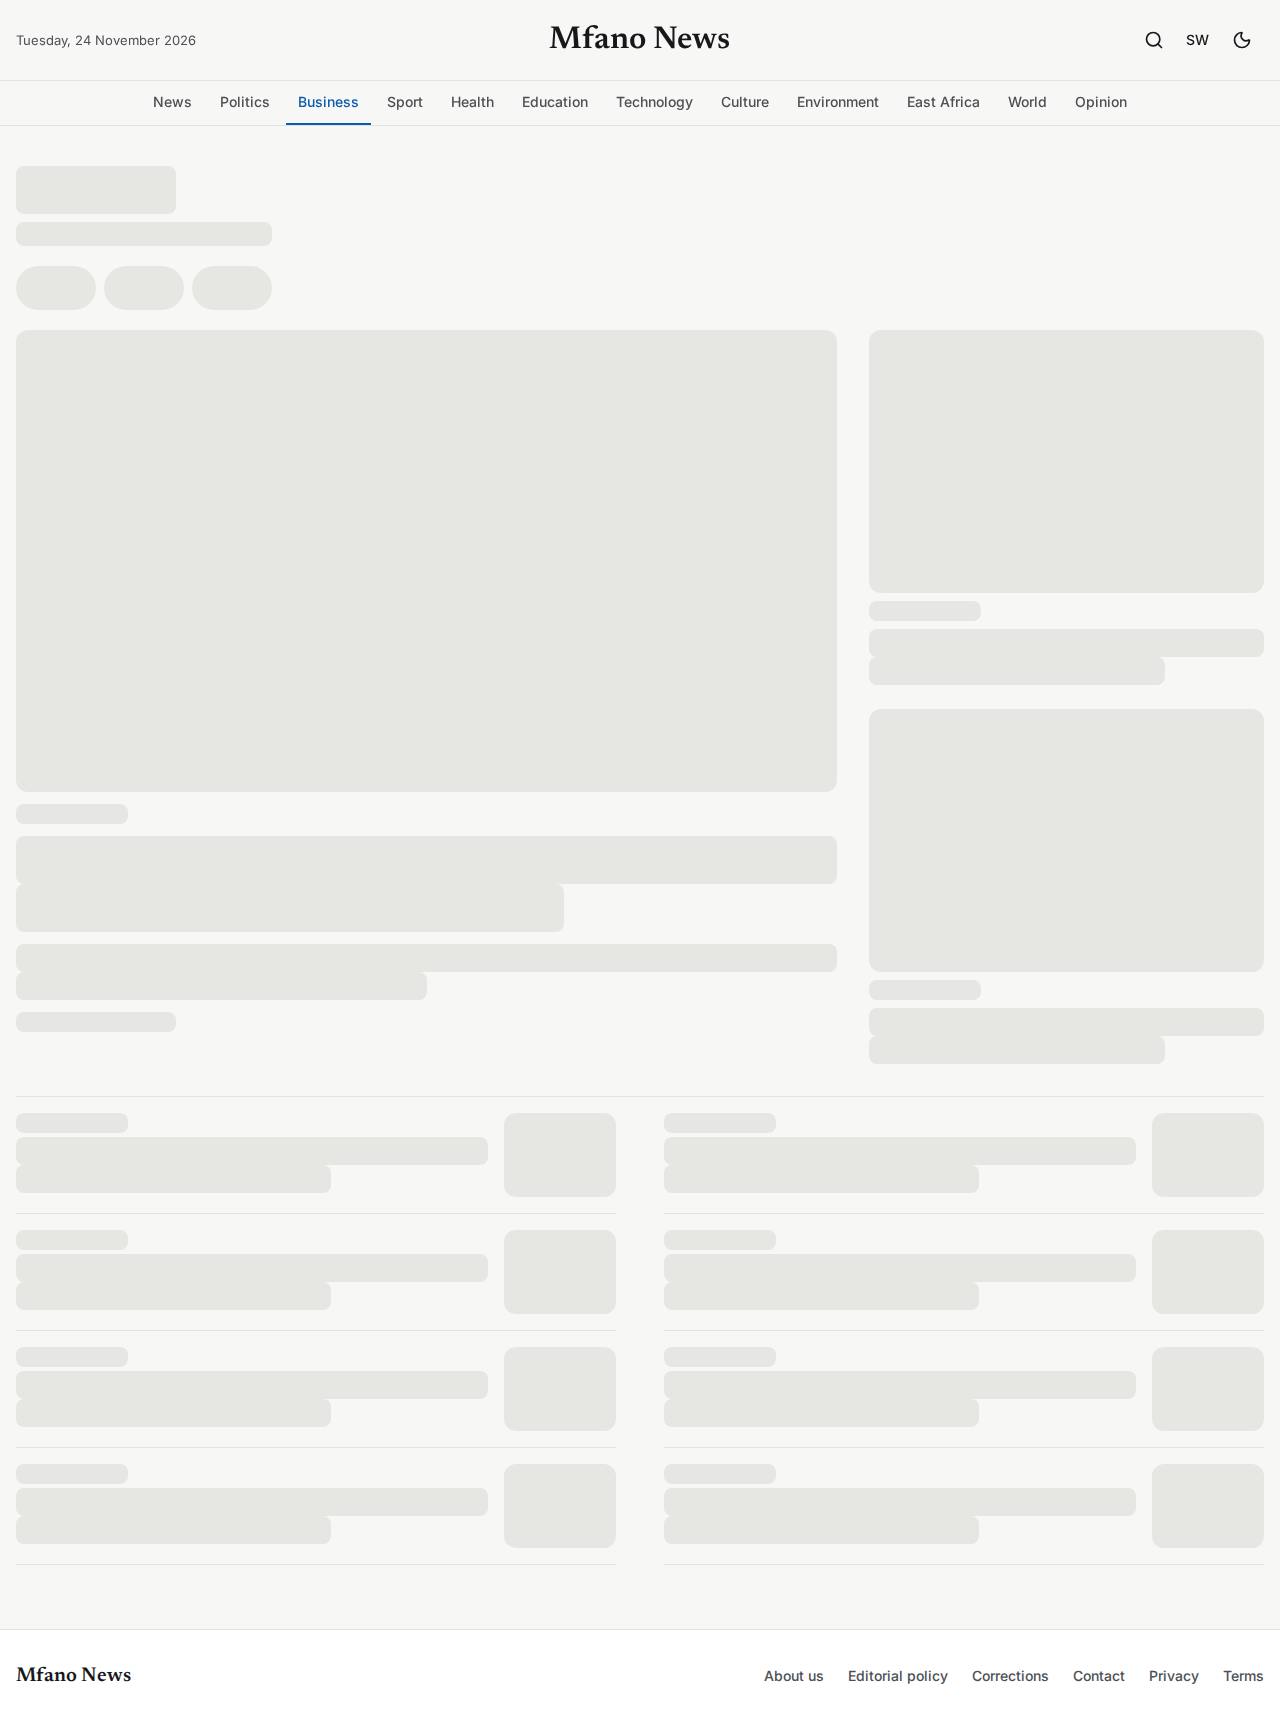 Tuesday, 24 November 2026
Mfano News
SW
News Politics Business Sport Health Education Technology Culture Environment East Africa World Opinion
Mfano News
About us Editorial policy Corrections Contact Privacy Terms